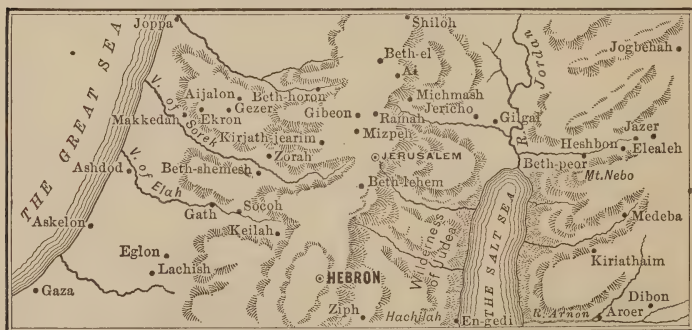 Joppa
Shiloh
Jogbehah
Beth-el
Ai
THE GREAT SEA
R. Jordan
V. of Sorek
Aijalon
Beth-horon
Michmash
Gezer
Jericho
Makkedah
Ekron
Gibeon
Ramah
Gilgal
Kirjath-jearim
Mizpeh
Jazer
Heshbon
Elealeh
V. of Elah
Zorah
JERUSALEM
Beth-peor
Ashdod
Beth-shemesh
Mt. Nebo
Beth-lehem
Gath
Socoh
Medeba
Askelon
Keilah
Wilderness
of Judea
THE SALT SEA
Eglon
Kiriathaim
Lachish
HEBRON
Gaza
Dibon
Ziph
Hachilah
En-gedi
R. Arnon
Aroer